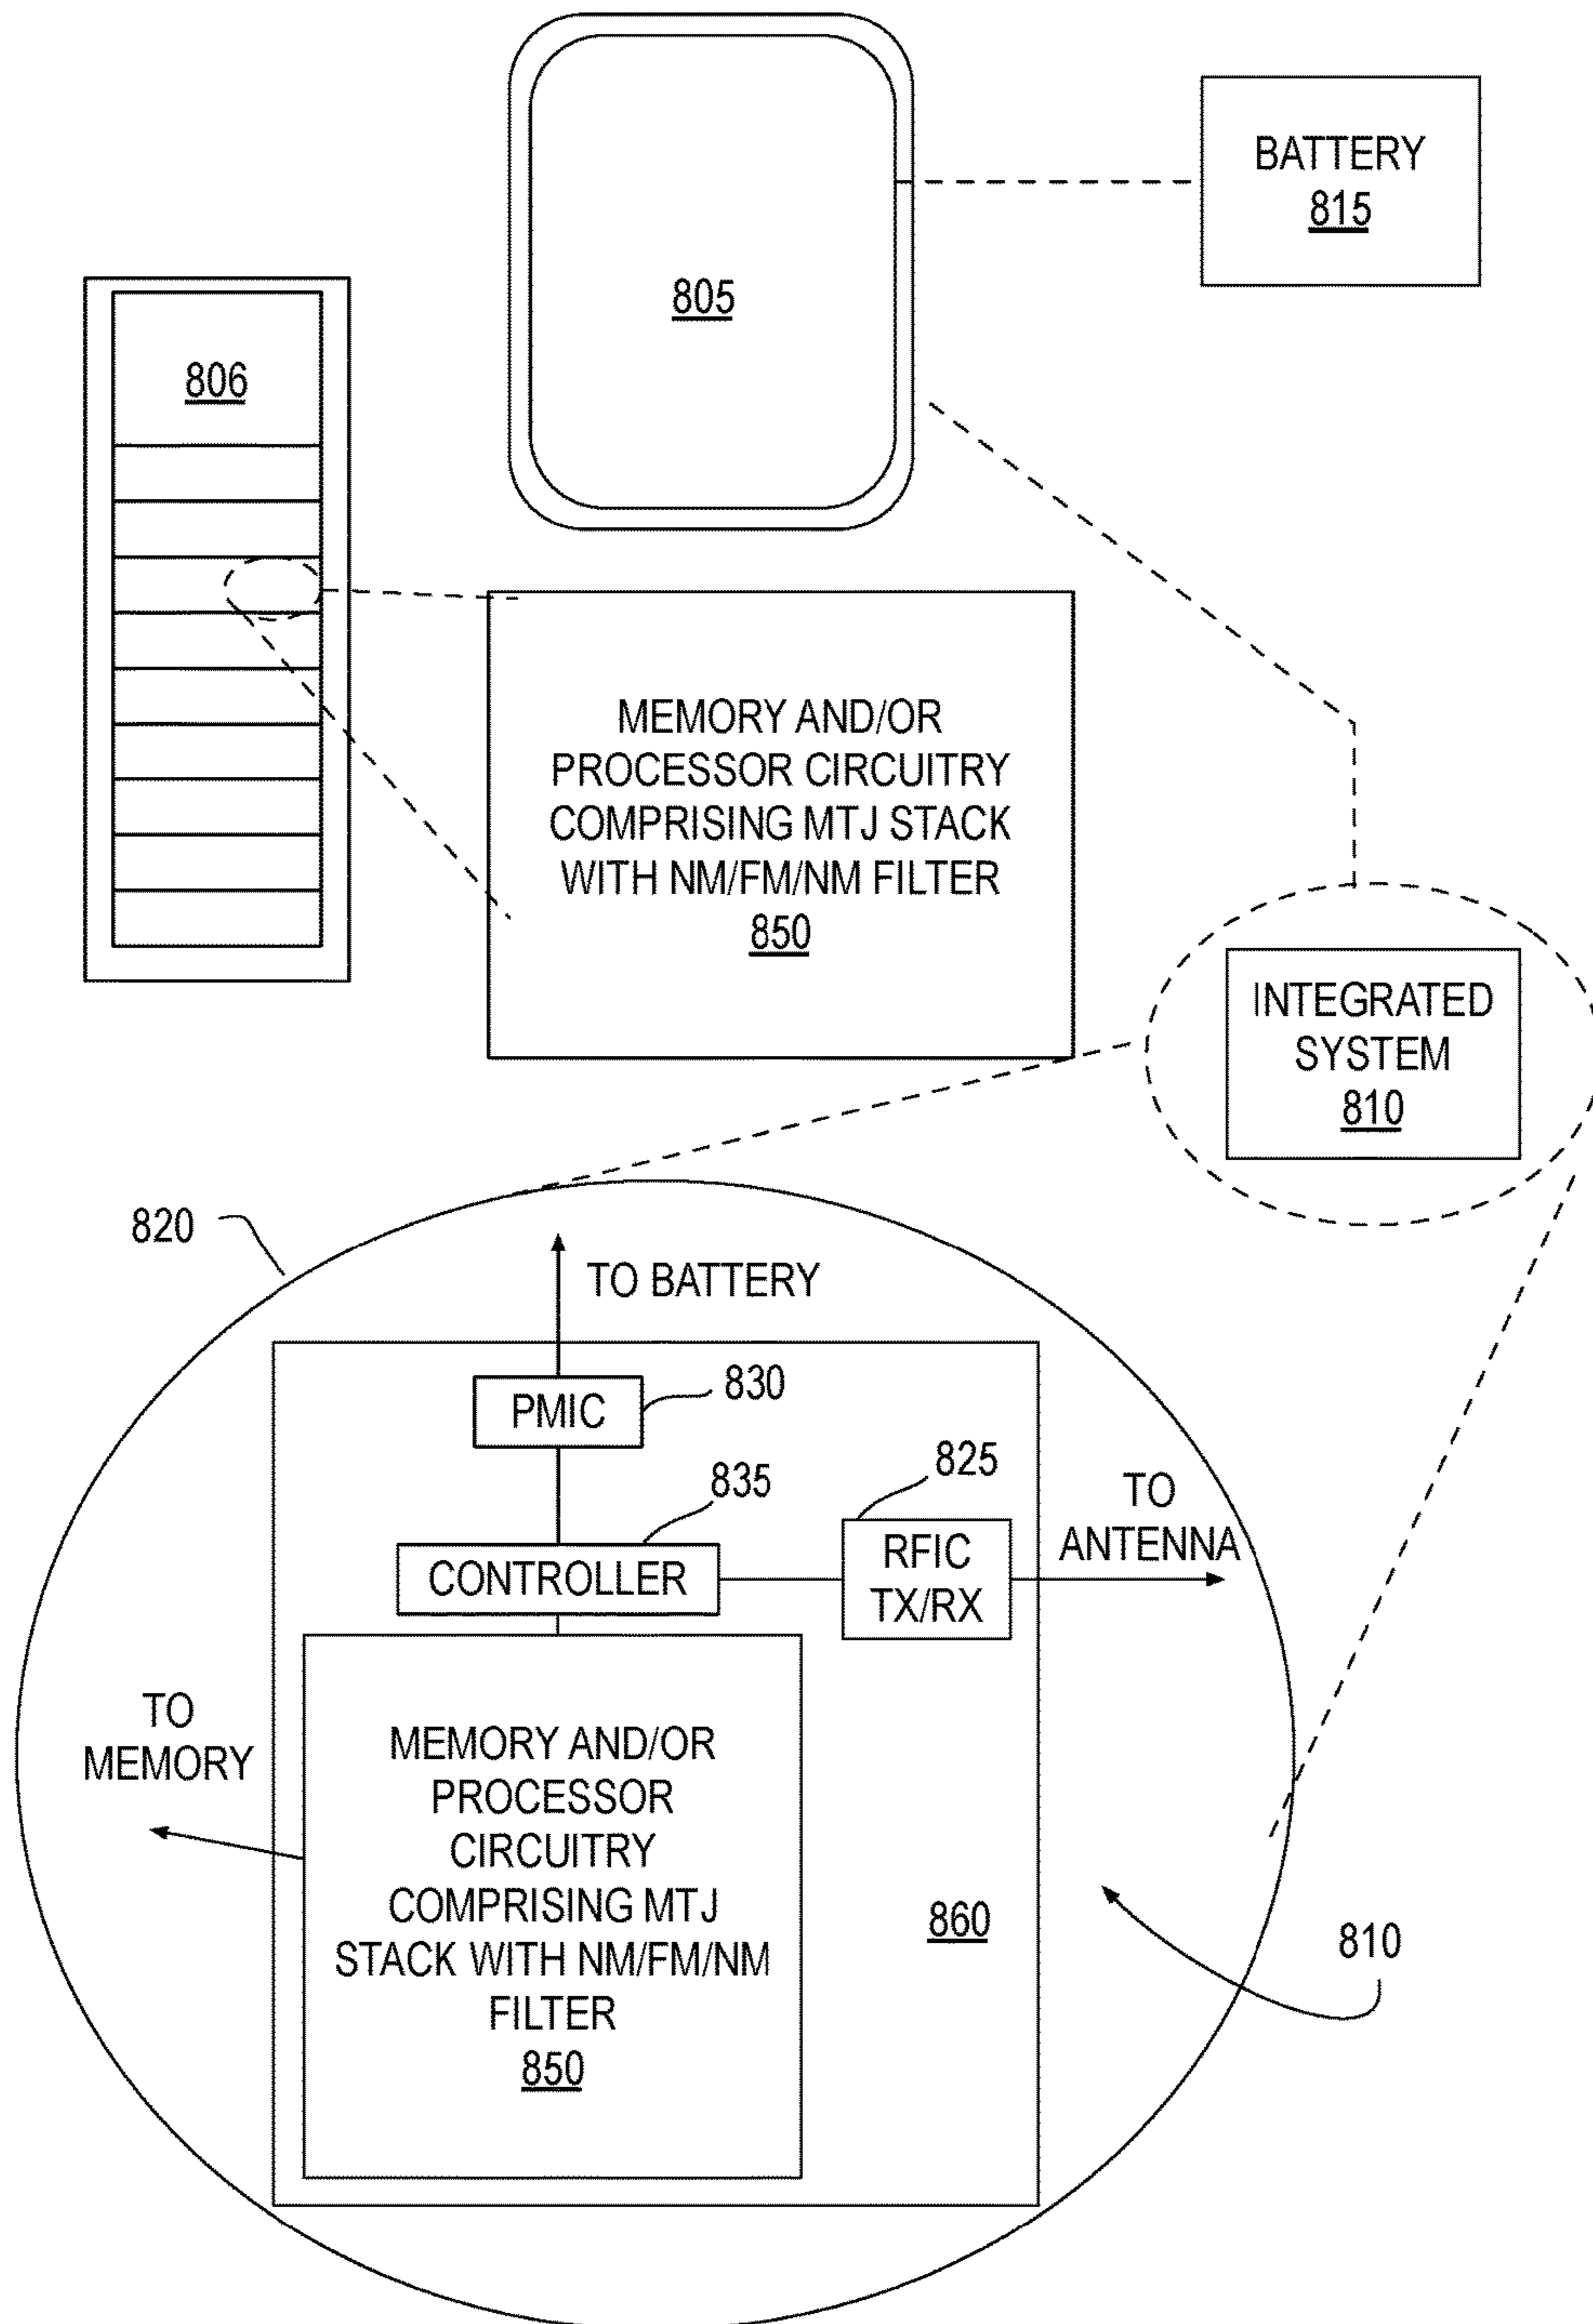 805
BATTERY
815
806
MEMORY AND/OR
PROCESSOR CIRCUITRY
COMPRISING MTJ STACK
WITH NM/FM/NM FILTER
850
INTEGRATED
SYSTEM
810
820
TO BATTERY
PMIC
830
835
825
CONTROLLER
RFIC
TX/RX
TO
ANTENNA
TO
MEMORY
MEMORY AND/OR
PROCESSOR
CIRCUITRY
COMPRISING MTJ
STACK WITH NM/FM/NM
FILTER
850
860
810